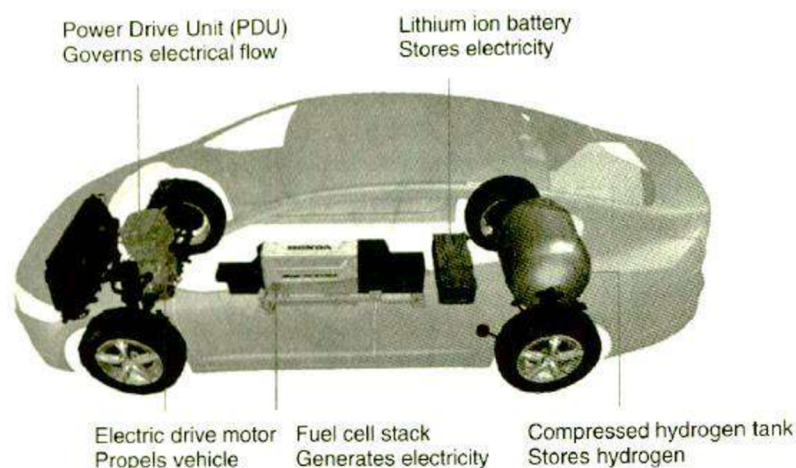 Power Drive Unit (PDU)
Governs electrical flow
Lithium ion battery
Stores electricity
HONDA
Electric drive motor
Propels vehicle
Fuel cell stack
Generates electricity
Compressed hydrogen tank
Stores hydrogen